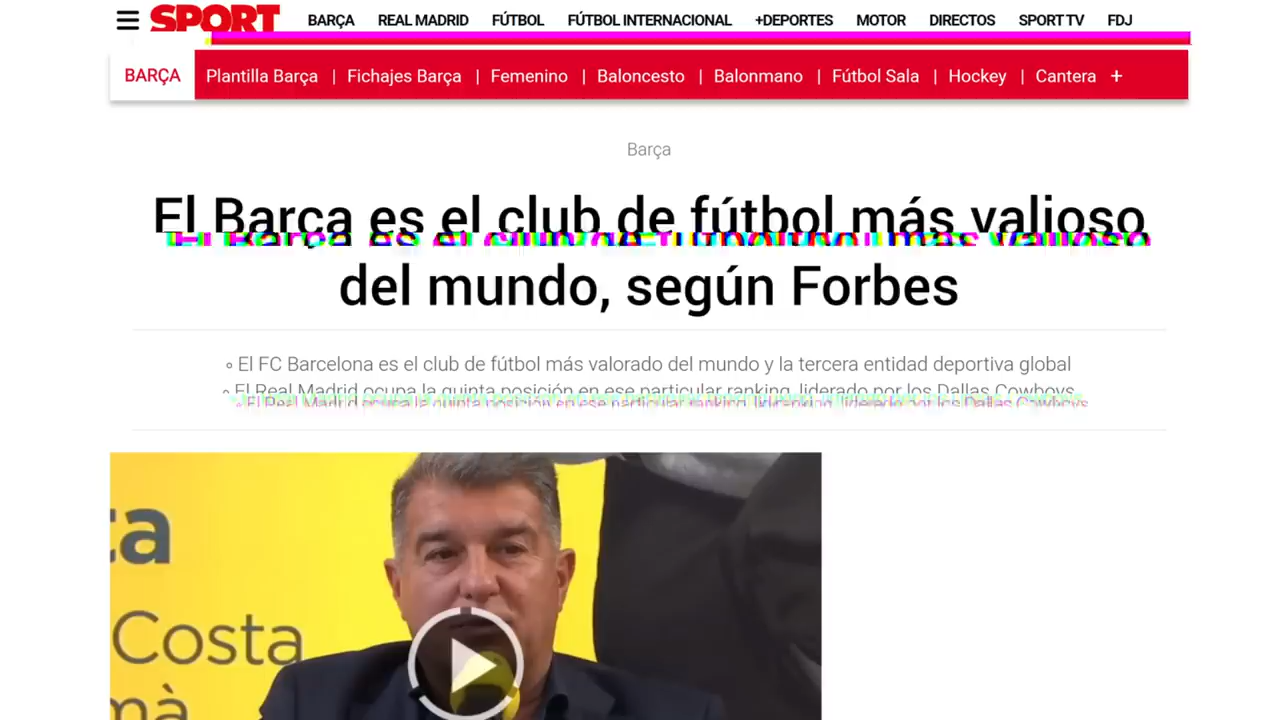 SPORT BARÇA REAL MADRID FÚTBOL FÚTBOL INTERNACIONAL +DEPORTES MOTOR DIRECTOS SPORT TV FDJ
BARÇA Plantilla Barça | Fichajes Barça | Femenino | Baloncesto | Balonmano | Fútbol Sala | Hockey | Cantera +
Barça
El Barça es el club de fútbol más valioso
del mundo, según Forbes
El FC Barcelona es el club de fútbol más valorado del mundo y la tercera entidad deportiva global
El Real Madrid ocupa la quinta posición en ese particular ranking, liderado por los Dallas Cowboys
ta
Costa
mà